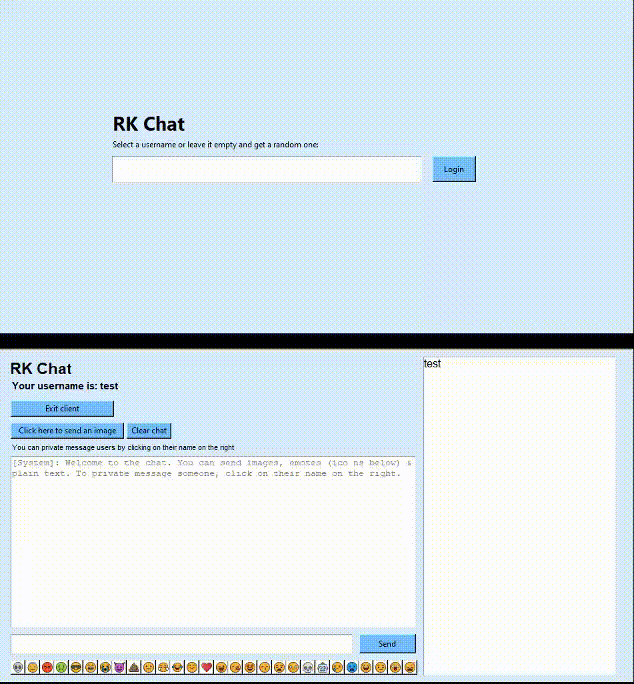 RK Chat
Select a username or leave it empty and get a random one:
Login
RK Chat
Your username is: test
Exit client
Click here to send an image
Clear chat
You can private message users by clicking on their name on the right
[System]: Welcome to the chat. You can send images, emotes (ico ns below) &
plain text. To private message someone, click on their name on the right.
Send
test